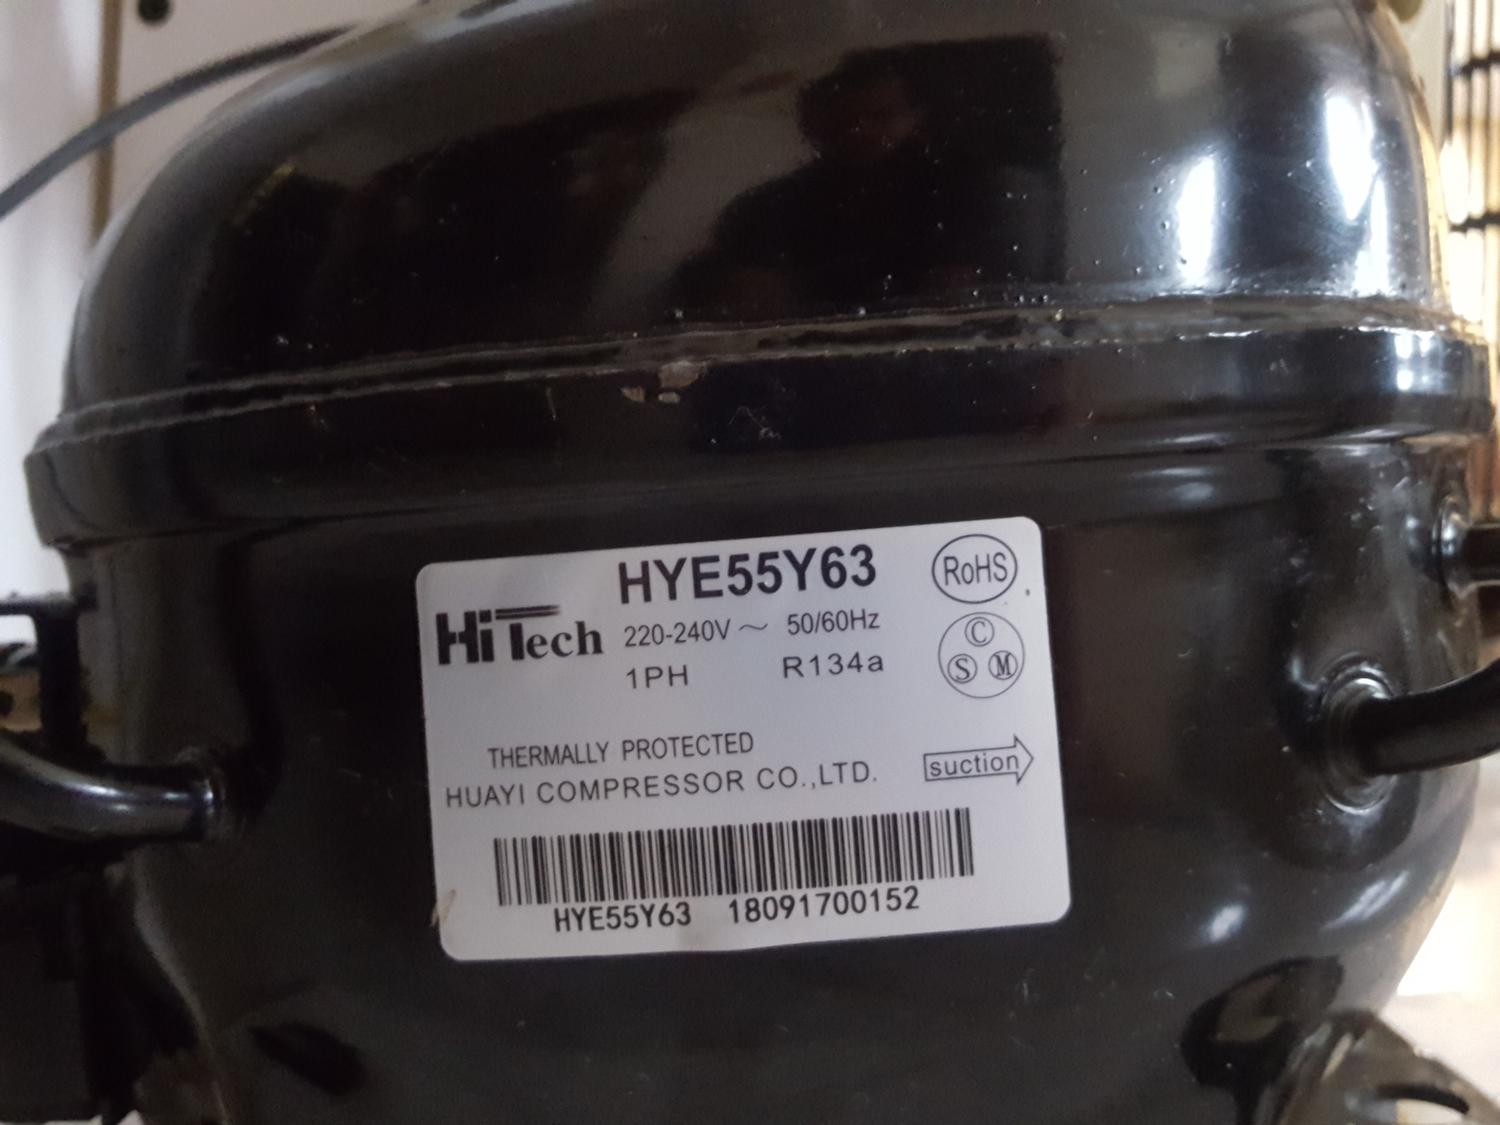 HYE55Y63
RoHS
HiTech
220-240V ~ 50/60Hz
1PH R134a
C
S M
THERMALLY PROTECTED
HUAYI COMPRESSOR CO.,LTD.
suction
HYE55Y63 18091700152